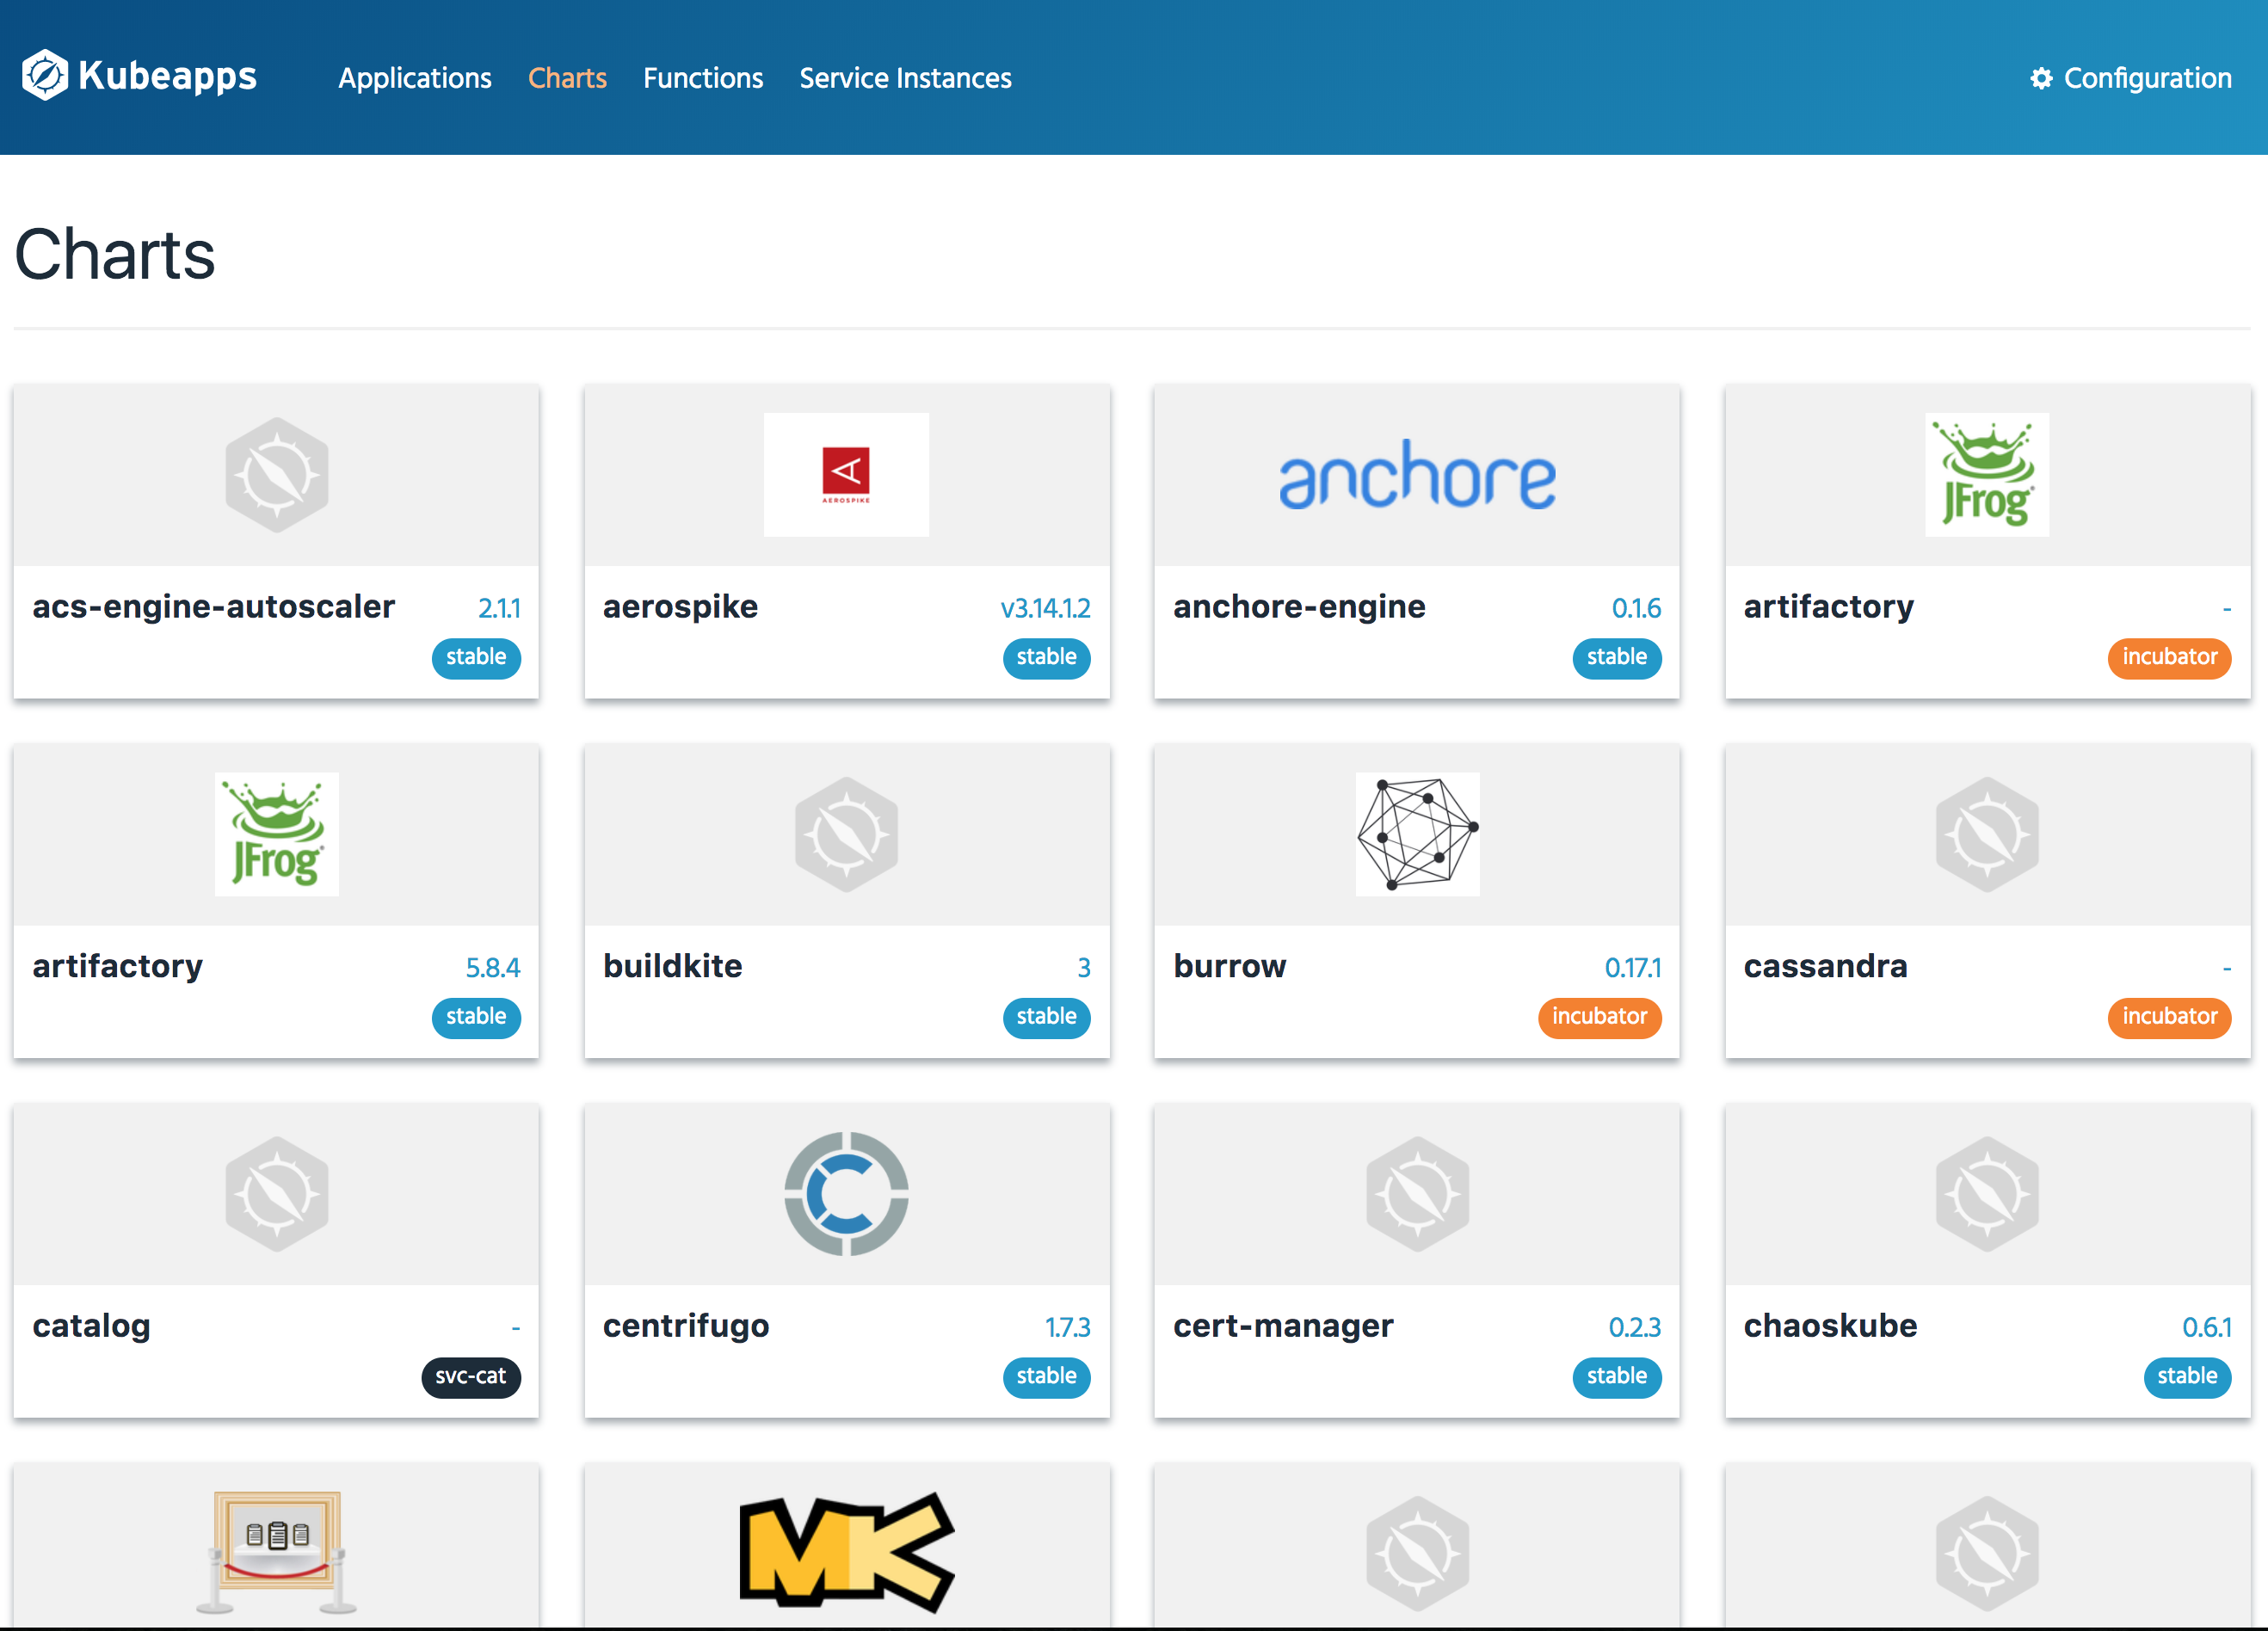 Kubeapps Applications Charts Functions Service Instances Configuration
Charts
AEROSPIKE
anchore
JFrog
acs-engine-autoscaler 2.1.1
stable
aerospike v3.14.1.2
stable
anchore-engine 0.1.6
stable
artifactory -
incubator
JFrog
artifactory 5.8.4
stable
buildkite 3
stable
burrow 0.17.1
incubator
cassandra -
incubator
catalog -
svc-cat
centrifugo 1.7.3
stable
cert-manager 0.2.3
stable
chaoskube 0.6.1
stable
MK